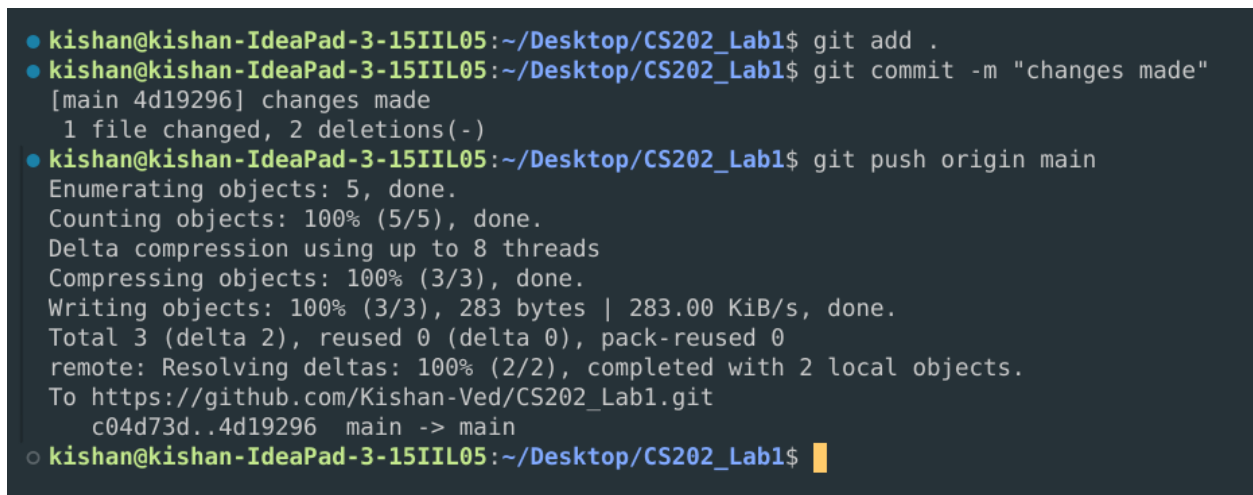 kishan@kishan-IdeaPad-3-15IIL05:~/Desktop/CS202_Lab1$ git add .
kishan@kishan-IdeaPad-3-15IIL05:~/Desktop/CS202_Lab1$ git commit -m "changes made"
[main 4d19296] changes made
 1 file changed, 2 deletions(-)
kishan@kishan-IdeaPad-3-15IIL05:~/Desktop/CS202_Lab1$ git push origin main
Enumerating objects: 5, done.
Counting objects: 100% (5/5), done.
Delta compression using up to 8 threads
Compressing objects: 100% (3/3), done.
Writing objects: 100% (3/3), 283 bytes | 283.00 KiB/s, done.
Total 3 (delta 2), reused 0 (delta 0), pack-reused 0
remote: Resolving deltas: 100% (2/2), completed with 2 local objects.
To https://github.com/Kishan-Ved/CS202_Lab1.git
   c04d73d..4d19296  main -> main
kishan@kishan-IdeaPad-3-15IIL05:~/Desktop/CS202_Lab1$